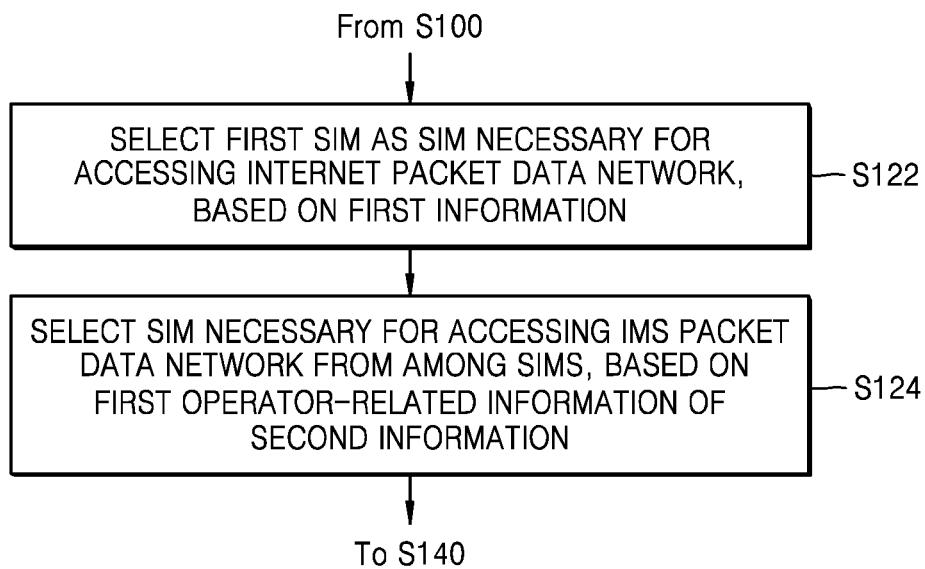 From S100
SELECT FIRST SIM AS SIM NECESSARY FOR
ACCESSING INTERNET PACKET DATA NETWORK,
BASED ON FIRST INFORMATION
S122
SELECT SIM NECESSARY FOR ACCESSING IMS PACKET
DATA NETWORK FROM AMONG SIMS, BASED ON
FIRST OPERATOR-RELATED INFORMATION OF
SECOND INFORMATION
S124
To S140